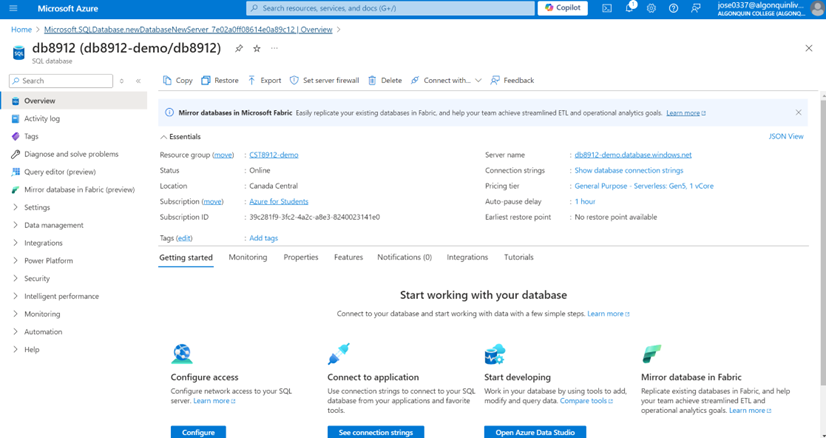 Microsoft Azure
Search resources, services, and docs (G+/)
Copilot
1
jose0337@algonquinliv...
ALGONQUIN COLLEGE (ALGONQ...
Home > Microsoft.SQLDatabase.newDatabaseNewServer_7e02a0ff08614e0a89c12 | Overview >
db8912 (db8912-demo/db8912)
SQL
SQL database
Search
Copy
Restore
Export
Set server firewall
Delete
Connect with...
Feedback
Overview
Activity log
Tags
Diagnose and solve problems
Query editor (preview)
Mirror database in Fabric (preview)
Settings
Data management
Integrations
Power Platform
Security
Intelligent performance
Monitoring
Automation
Help
Mirror databases in Microsoft Fabric Easily replicate your existing databases in Fabric, and help your team achieve streamlined ETL and operational analytics goals. Learn more
Essentials
JSON View
Resource group (move) : CST8912-demo
Status : Online
Location : Canada Central
Subscription (move) : Azure for Students
Subscription ID : 39c281f9-3fc2-4a2c-a8e3-8240023141e0
Tags (edit) : Add tags
Server name : db8912-demo.database.windows.net
Connection strings : Show database connection strings
Pricing tier : General Purpose - Serverless: Gen5, 1 vCore
Auto-pause delay : 1 hour
Earliest restore point : No restore point available
Getting started
Monitoring
Properties
Features
Notifications (0)
Integrations
Tutorials
Start working with your database
Connect to your database and start working with data with a few simple steps. Learn more
Configure access
Configure network access to your SQL
server. Learn more
Configure
Connect to application
Use connection strings to connect to your SQL
database from your applications and favorite
tools.
See connection strings
Start developing
Work in your database by using tools to add,
modify and query data. Compare tools
Open Azure Data Studio
Mirror database in Fabric
Replicate existing databases in Fabric, and help
your team achieve streamlined ETL and
operational analytics goals. Learn more